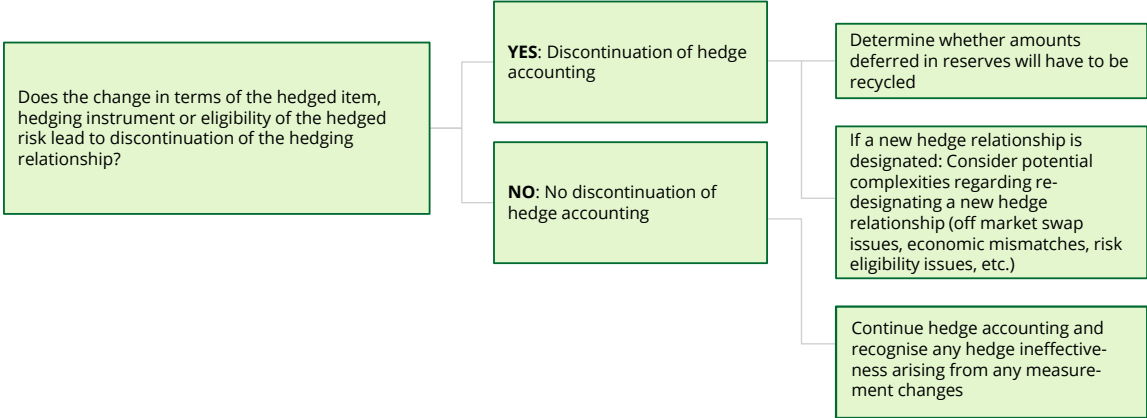 Does the change in terms of the hedged item,
hedging instrument or eligibility of the hedged
risk lead to discontinuation of the hedging
relationship?
YES: Discontinuation of hedge
accounting
NO: No discontinuation of
hedge accounting
Determine whether amounts
deferred in reserves will have to be
recycled
If a new hedge relationship is
designated: Consider potential
complexities regarding re-
designating a new hedge
relationship (off market swap
issues, economic mismatches, risk
eligibility issues, etc.)
Continue hedge accounting and
recognise any hedge ineffective-
ness arising from any measure-
ment changes